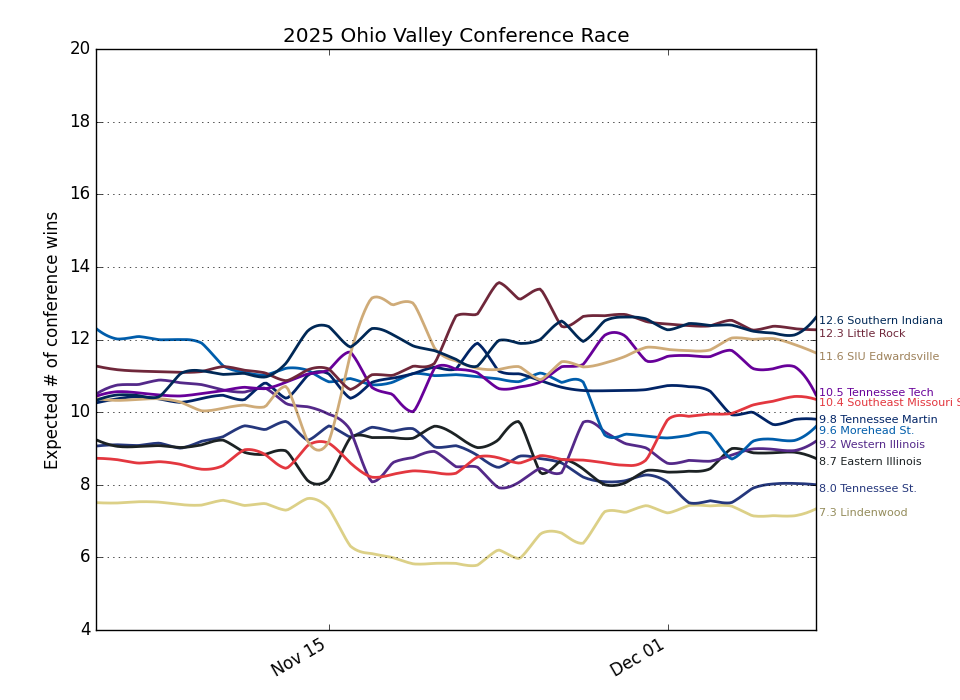 2025 Ohio Valley Conference Race
Expected # of conference wins
20
18
16
14
12
10
8
6
4
Nov 15
Dec 01
12.6 Southern Indiana
12.3 Little Rock
11.6 SIU Edwardsville
10.5 Tennessee Tech
10.4 Southeast Missouri S
9.8 Tennessee Martin
9.6 Morehead St.
9.2 Western Illinois
8.7 Eastern Illinois
8.0 Tennessee St.
7.3 Lindenwood